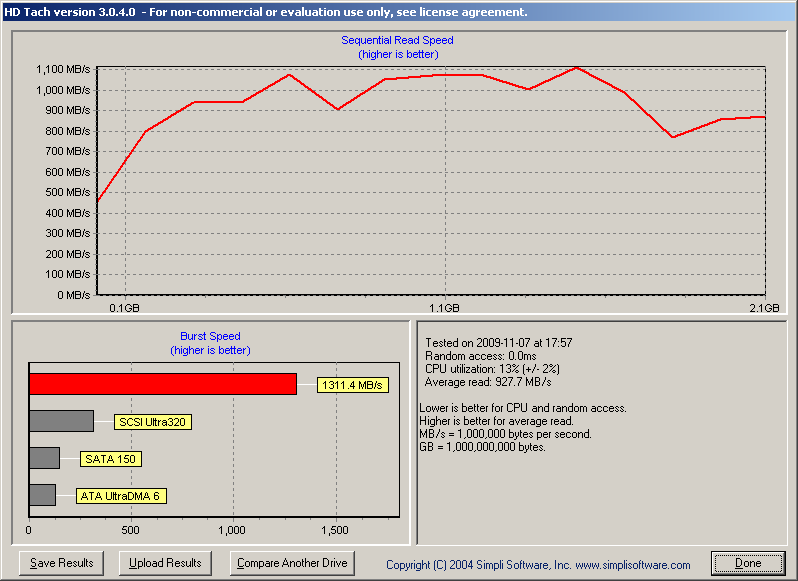 HD Tach version 3.0.4.0 - For non-commercial or evaluation use only, see license agreement.
Sequential Read Speed
(higher is better)
1,100 MB/s
1,000 MB/s
900 MB/s
800 MB/s
700 MB/s
600 MB/s
500 MB/s
400 MB/s
300 MB/s
200 MB/s
100 MB/s
0 MB/s
0.1GB 1.1GB 2.1GB
Burst Speed
(higher is better)
1311.4 MB/s
SCSI Ultra320
SATA 150
ATA UltraDMA 6
0 500 1,000 1,500
Tested on 2009-11-07 at 17:57
Random access: 0.0ms
CPU utilization: 13% (+/- 2%)
Average read: 927.7 MB/s
Lower is better for CPU and random access.
Higher is better for average read.
MB/s = 1,000,000 bytes per second.
GB = 1,000,000,000 bytes.
Save Results Upload Results Compare Another Drive Copyright (C) 2004 Simpli Software, Inc. www.simplisoftware.com Done